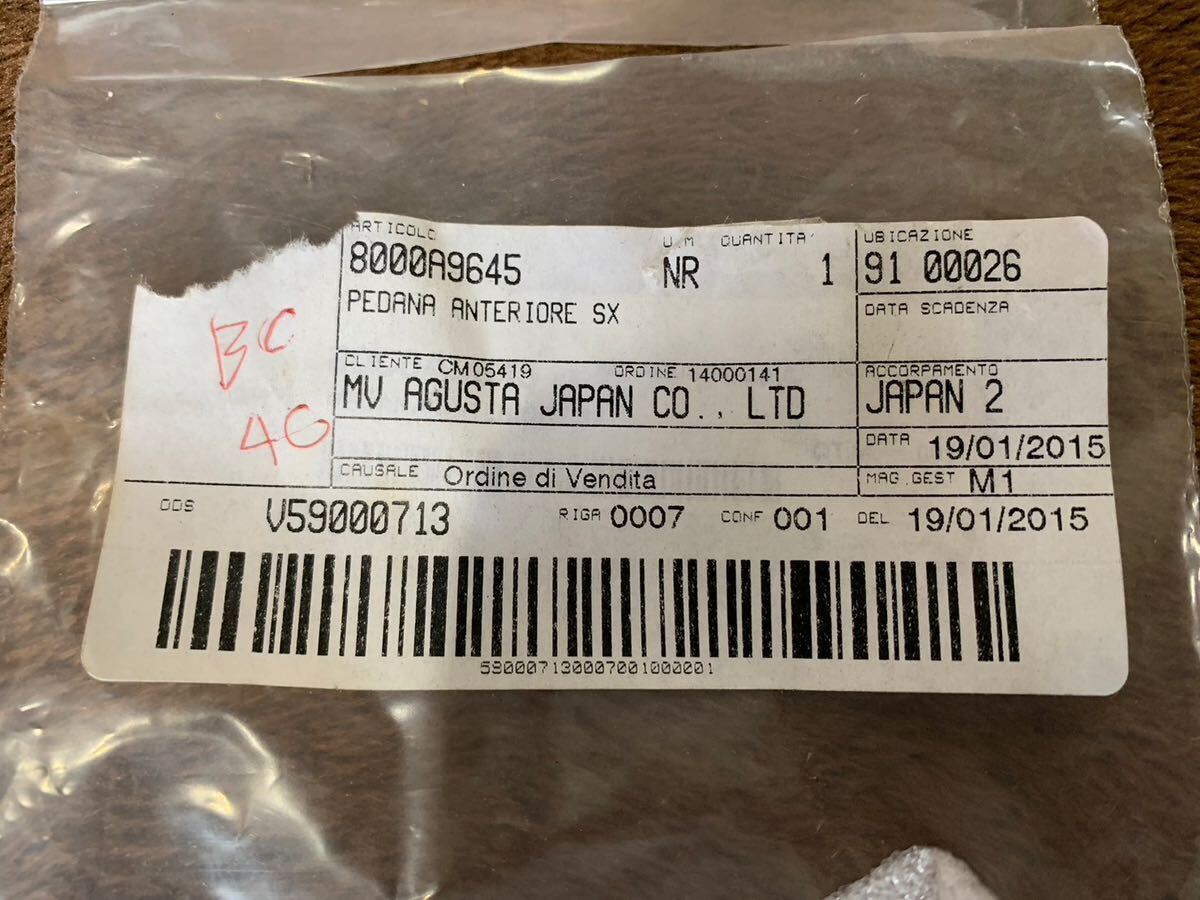 ARTICOLO U.M QUANTITA' UBICAZIONE
8000A9645 NR 1 91 00026
PEDANA ANTERIORE SX DATA SCADENZA
BC
4G
CLIENTE CM05419 ORDINE 14000141 ACCORPAMENTO
MV AGUSTA JAPAN CO., LTD JAPAN 2
DATA 19/01/2015
CAUSALE Ordine di Vendita MAG.GEST M1
DDS V59000713 RIGA 0007 CONF 001 DEL 19/01/2015
590007130007001000001